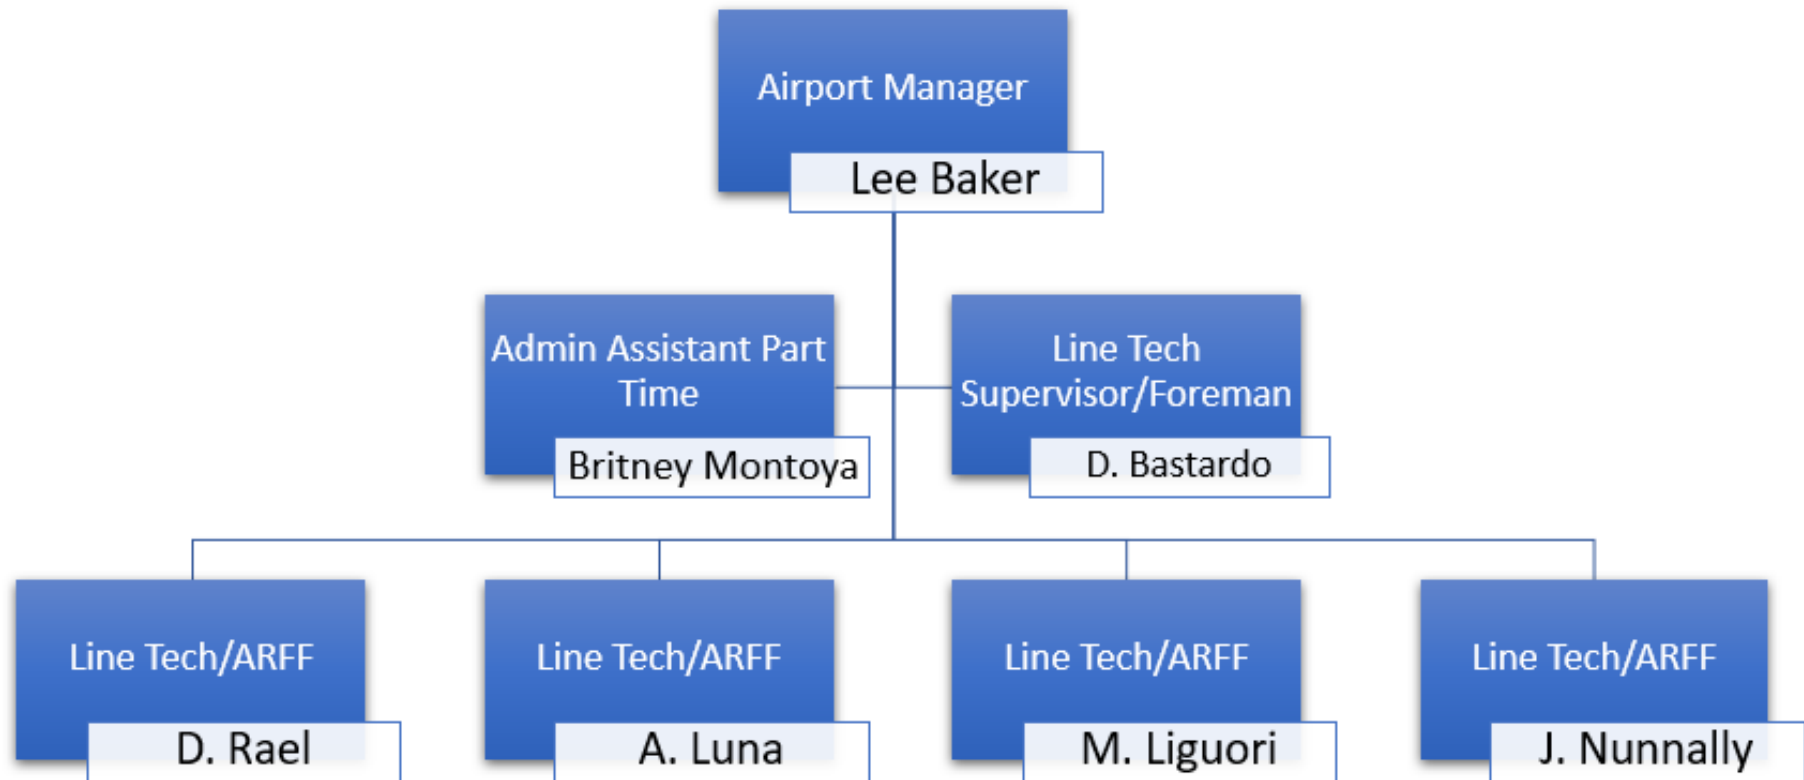 Airport Manager
Lee Baker
Admin Assistant Part
Time
Britney Montoya
Line Tech
Supervisor/Foreman
D. Bastardo
Line Tech/ARFF
D. Rael
Line Tech/ARFF
A. Luna
Line Tech/ARFF
M. Liguori
Line Tech/ARFF
J. Nunnally